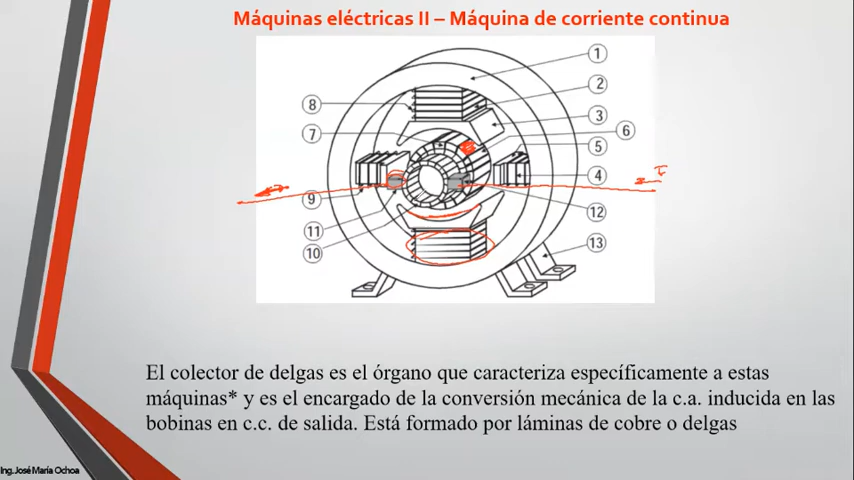 Máquinas eléctricas II – Máquina de corriente continua
1
2
3
6
5
4
12
13
8
7
9
11
10
I
El colector de delgas es el órgano que caracteriza específicamente a estas
máquinas* y es el encargado de la conversión mecánica de la c.a. inducida en las
bobinas en c.c. de salida. Está formado por láminas de cobre o delgas
Ing. José María Ochoa